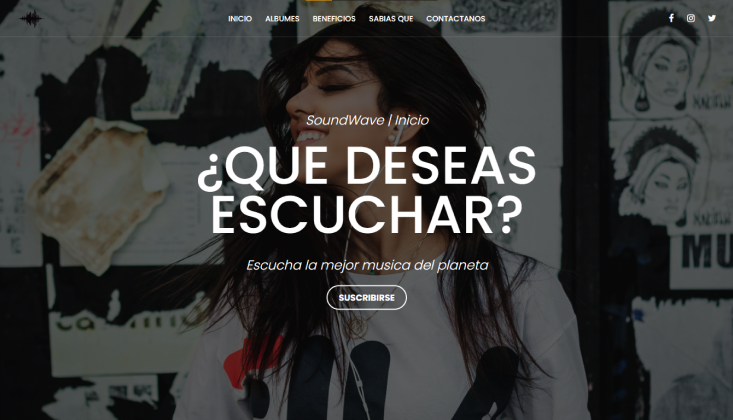 INICIO ALBUMES BENEFICIOS SABIAS QUE CONTACTANOS
SoundWave | Inicio
¿QUE DESEAS
ESCUCHAR?
Escucha la mejor musica del planeta
SUSCRIBIRSE
MU